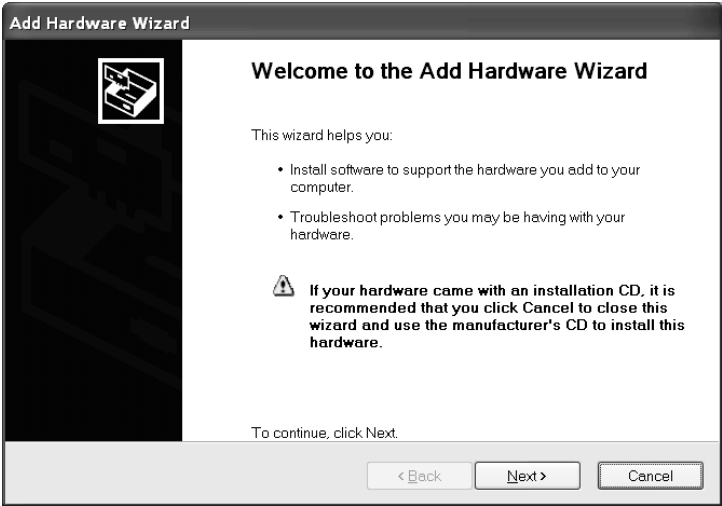 Add Hardware Wizard
Welcome to the Add Hardware Wizard
This wizard helps you:
• Install software to support the hardware you add to your
computer.
• Troubleshoot problems you may be having with your
hardware.
If your hardware came with an installation CD, it is
recommended that you click Cancel to close this
wizard and use the manufacturer's CD to install this
hardware.
To continue, click Next.
< Back Next > Cancel